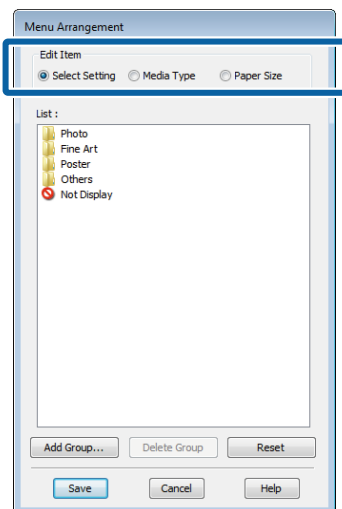 Menu Arrangement
Edit Item
Select Setting Media Type Paper Size
List :
Photo
Fine Art
Poster
Others
Not Display
Add Group... Delete Group Reset
Save Cancel Help